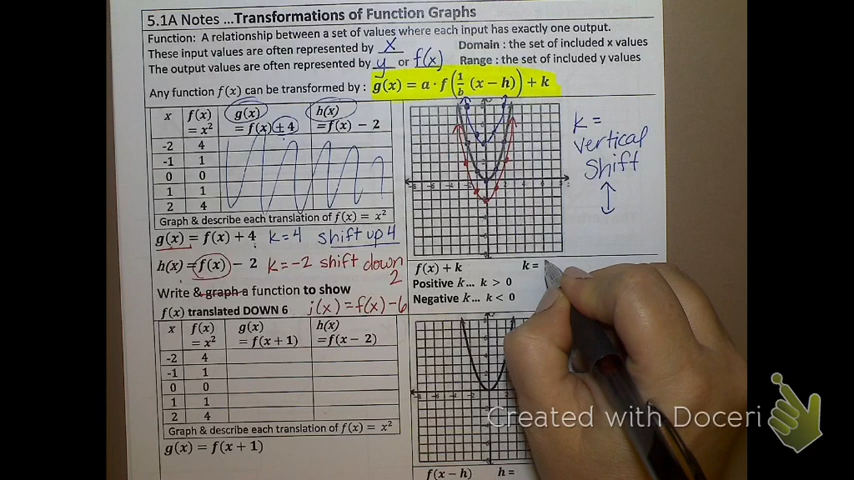 5.1A Notes ...Transformations of Function Graphs
Function: A relationship between a set of values where each input has exactly one output.
These input values are often represented by x
Domain : the set of included x values
The output values are often represented by y or f(x)
Range : the set of included y values
Any function f(x) can be transformed by : g(x) = a · f(1/b (x − h)) + k
x f(x) = x² g(x) = f(x) + 4 h(x) = f(x) − 2
-2 4
-1 1
0 0
1 1
2 4
Graph & describe each translation of f(x) = x²
g(x) = f(x) + 4 k=4 shift up 4
h(x) = f(x) − 2 k=-2 shift down 2
Write & graph a function to show
f(x) translated DOWN 6 j(x)=f(x)-6
k =
vertical
shift
f(x) + k k =
Positive k... k > 0
Negative k... k < 0
x f(x) = x² g(x) = f(x + 1) h(x) = f(x − 2)
-2 4
-1 1
0 0
1 1
2 4
Graph & describe each translation of f(x) = x²
g(x) = f(x + 1)
f(x − h) h =
Created with Doceri